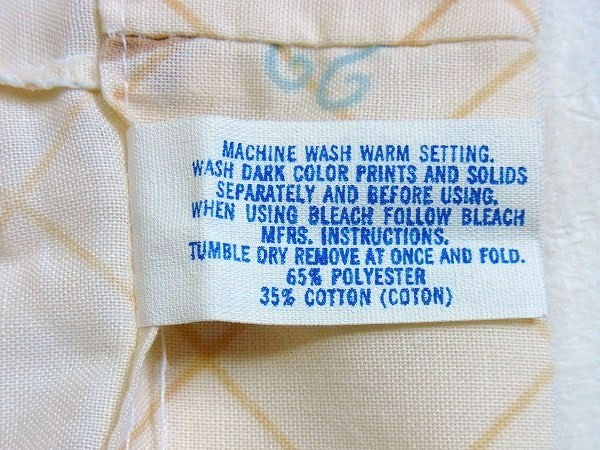 MACHINE WASH WARM SETTING.
WASH DARK COLOR PRINTS AND SOLIDS
SEPARATELY AND BEFORE USING.
WHEN USING BLEACH FOLLOW BLEACH
MFRS. INSTRUCTIONS.
TUMBLE DRY REMOVE AT ONCE AND FOLD.
65% POLYESTER
35% COTTON (COTON)